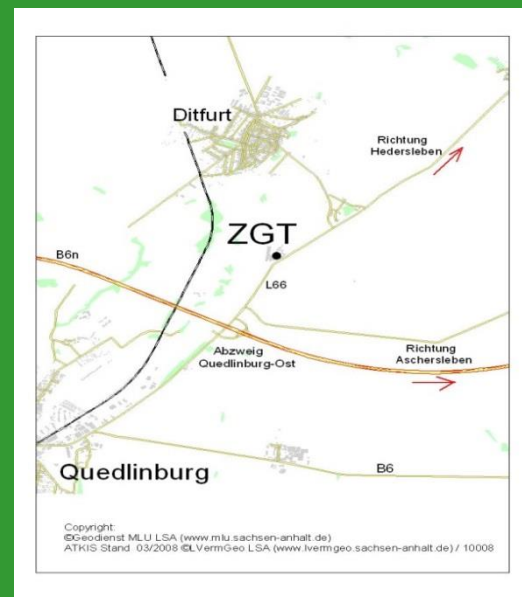 Ditfurt
Richtung
Hedersleben
ZGT
B6n
L66
Abzweig
Quedlinburg-Ost
Richtung
Aschersleben
Quedlinburg
B6
Copyright:
©Geodienst MLU LSA (www.mlu.sachsen-anhalt.de)
ATKIS Stand 03/2008 ©LVermGeo LSA (www.lvermgeo.sachsen-anhalt.de) / 10008